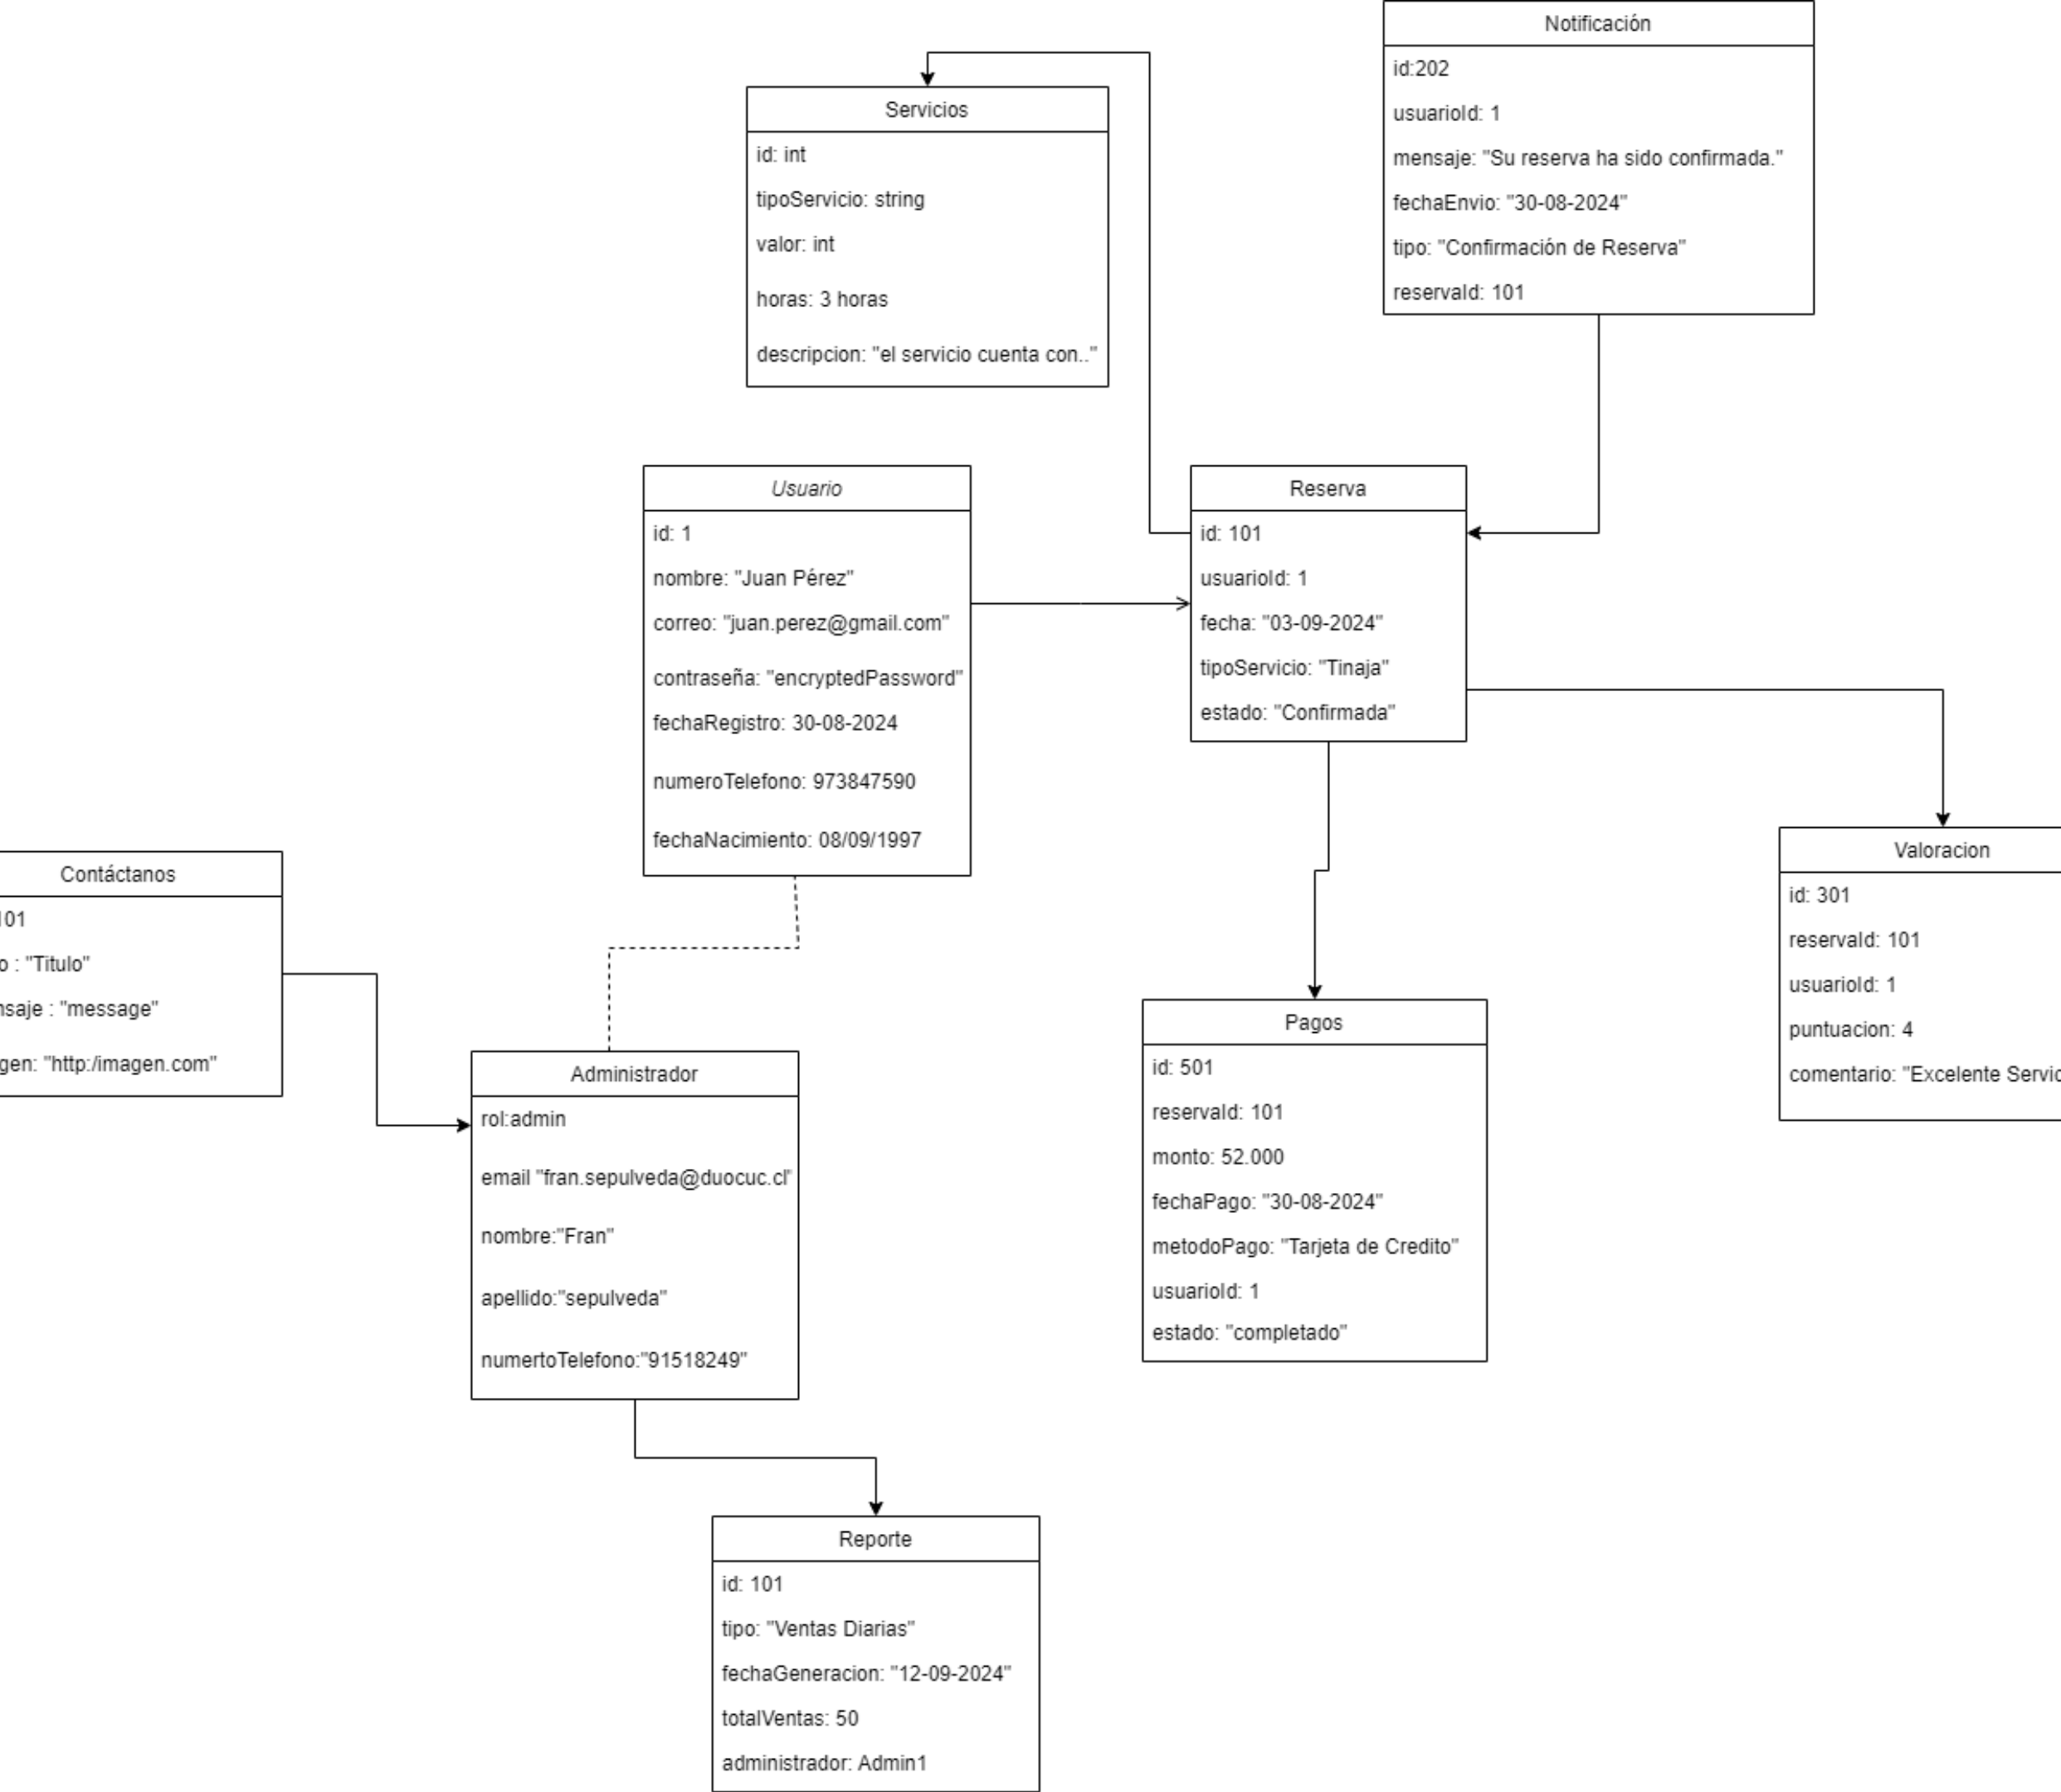 Notificación
id:202
usuarioId: 1
mensaje: "Su reserva ha sido confirmada."
fechaEnvio: "30-08-2024"
tipo: "Confirmación de Reserva"
reservaId: 101
Servicios
id: int
tipoServicio: string
valor: int
horas: 3 horas
descripcion: "el servicio cuenta con.."
Usuario
id: 1
nombre: "Juan Pérez"
correo: "juan.perez@gmail.com"
contraseña: "encryptedPassword"
fechaRegistro: 30-08-2024
numeroTelefono: 973847590
fechaNacimiento: 08/09/1997
Reserva
id: 101
usuarioId: 1
fecha: "03-09-2024"
tipoServicio: "Tinaja"
estado: "Confirmada"
Contáctanos
: "Titulo"
: "message"
"http:/imagen.com"
Valoracion
id: 301
reservaId: 101
usuarioId: 1
puntuacion: 4
comentario: "Excelente
Pagos
id: 501
reservaId: 101
monto: 52.000
fechaPago: "30-08-2024"
metodoPago: "Tarjeta de Credito"
usuarioId: 1
estado: "completado"
Administrador
rol:admin
email "fran.sepulveda@duocuc.cl"
nombre:"Fran"
apellido:"sepulveda"
numertoTelefono:"91518249"
Reporte
id: 101
tipo: "Ventas Diarias"
fechaGeneracion: "12-09-2024"
totalVentas: 50
administrador: Admin1